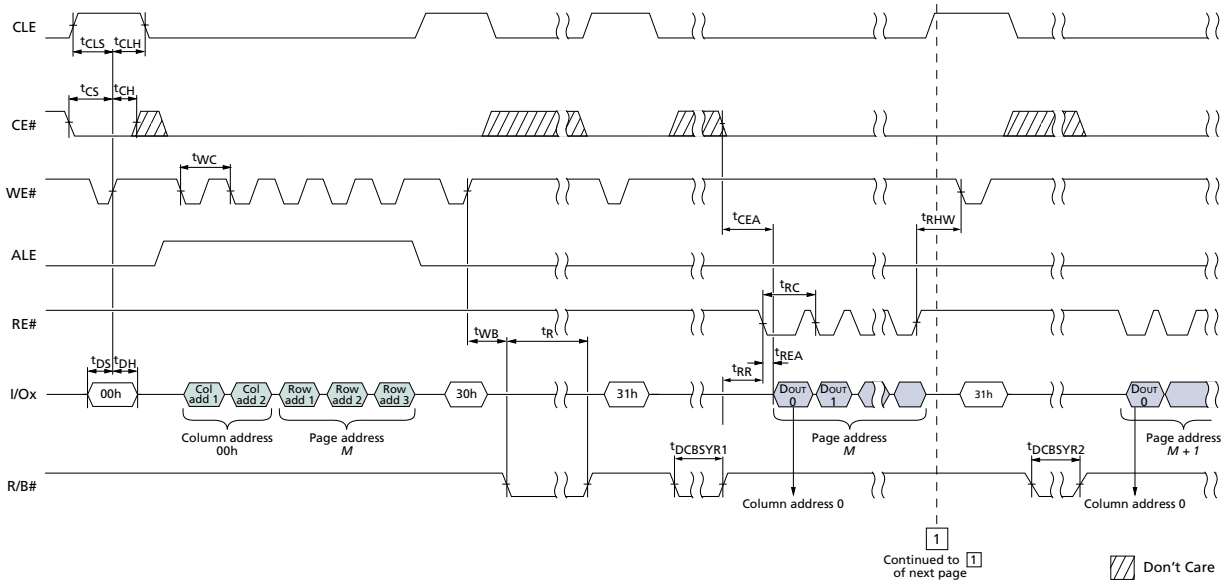 CLE
tCLS tCLH
tCS tCH
CE#
tWC
WE#
tCEA
tRHW
ALE
tRC
RE#
tWB tR
tREA
tDS tDH
tRR
I/Ox
00h
Col add 1
Col add 2
Row add 1
Row add 2
Row add 3
30h
31h
DOUT 0
DOUT 1
31h
DOUT 0
Column address 00h
Page address M
Page address M
Page address M + 1
tDCBSYR1
tDCBSYR2
R/B#
Column address 0
Column address 0
1
Continued to 1
of next page
Don't Care